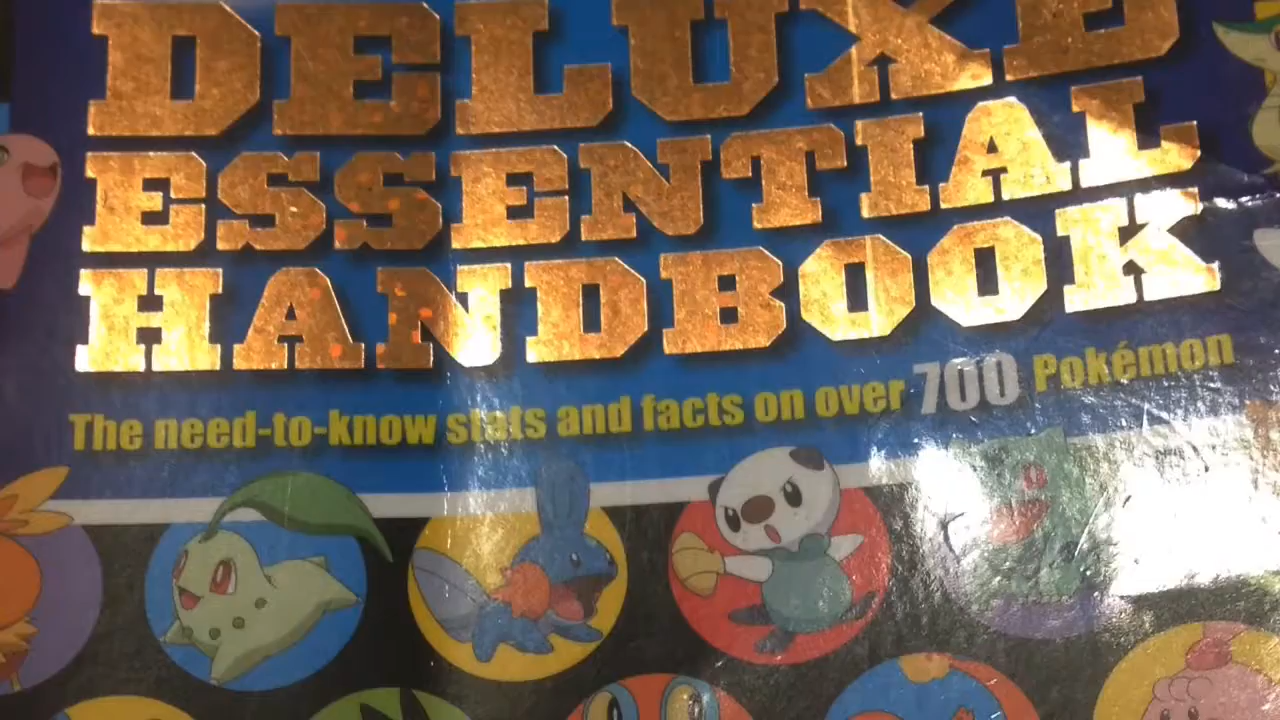 DELUXE
ESSENTIAL
HANDBOOK
The need-to-know stats and facts on over 700 Pokémon